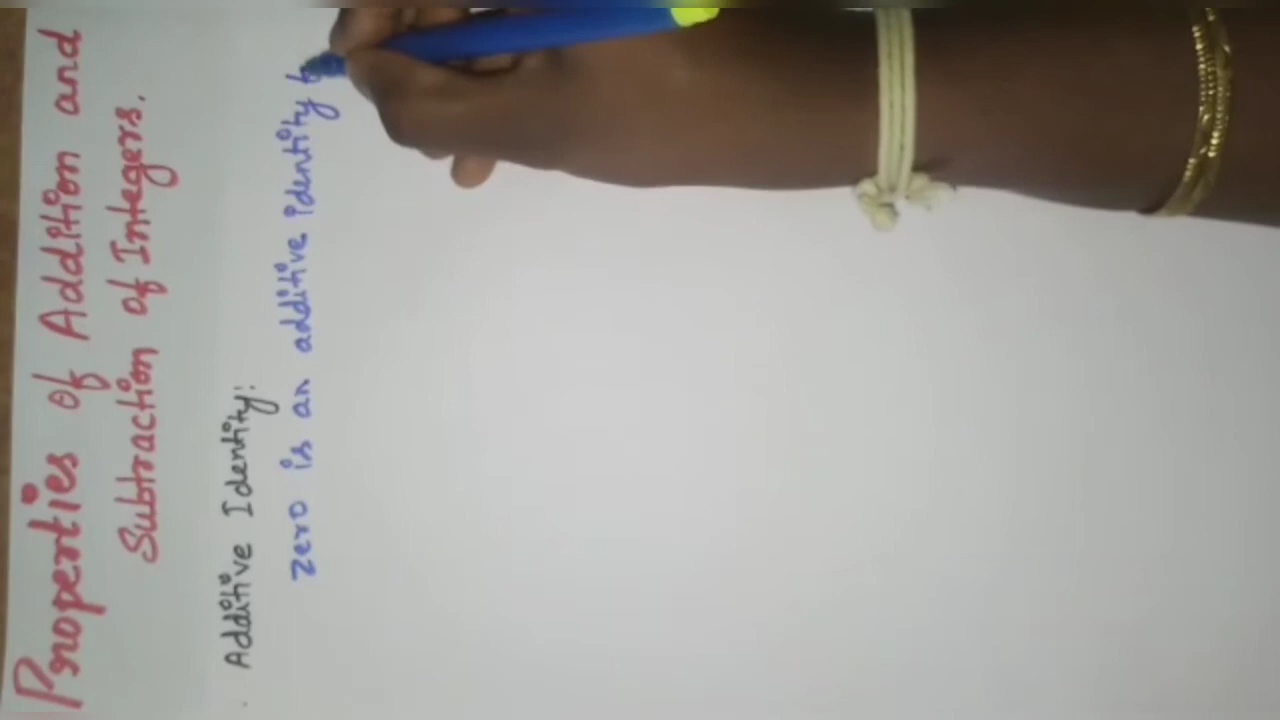 Properties of Addition and
Subtraction of Integers.
Additive Identity:
zero is an additive identity